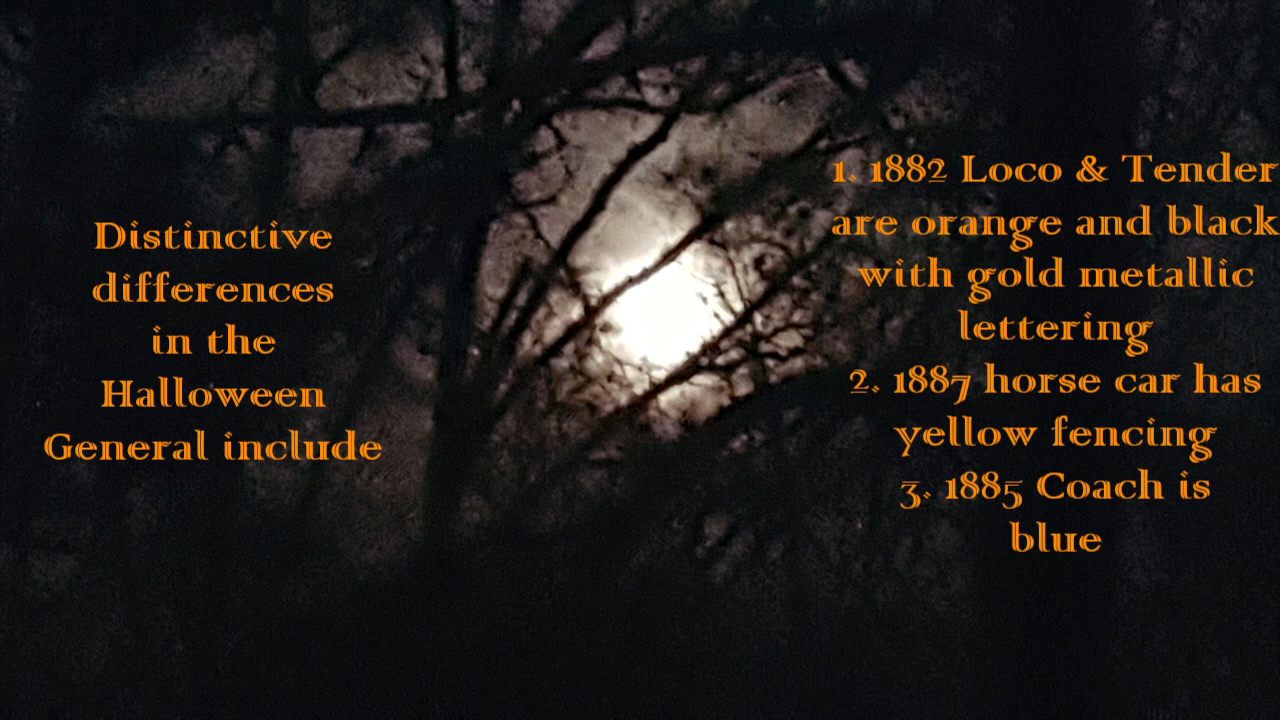 Distinctive
differences
in the
Halloween
General include
1. 1882 Loco & Tender
are orange and black
with gold metallic
lettering
2. 1887 horse car has
yellow fencing
3. 1885 Coach is
blue